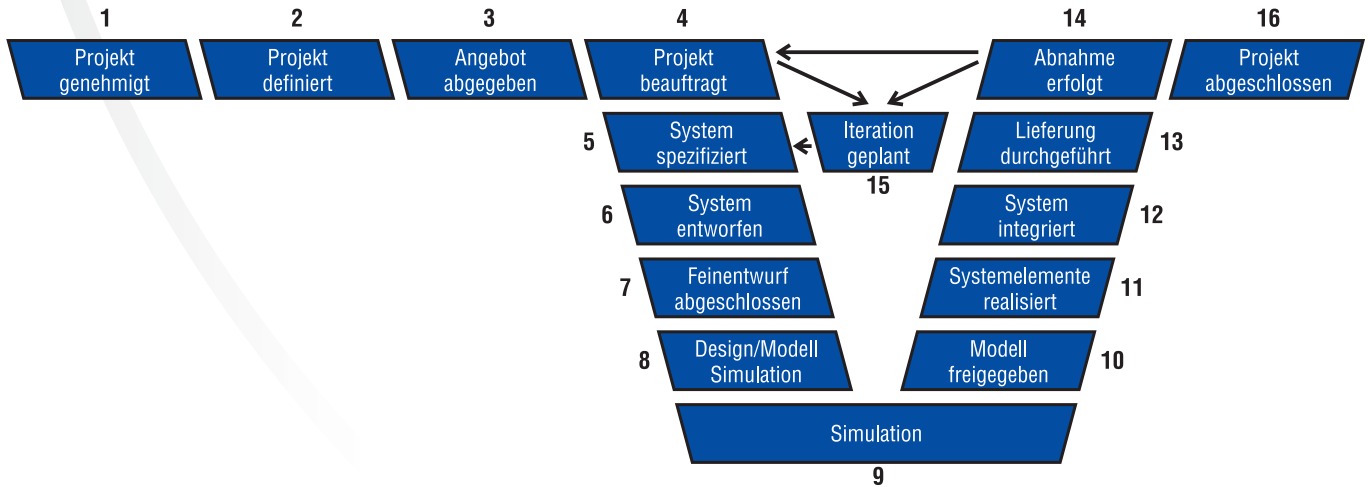 1
2
3
4
14
16
Projekt
genehmigt
Projekt
definiert
Angebot
abgegeben
Projekt
beauftragt
Abnahme
erfolgt
Projekt
abgeschlossen
5
System
spezifiziert
Iteration
geplant
15
Lieferung
durchgeführt
13
6
System
entworfen
System
integriert
12
7
Feinentwurf
abgeschlossen
Systemelemente
realisiert
11
8
Design/Modell
Simulation
Modell
freigegeben
10
Simulation
9